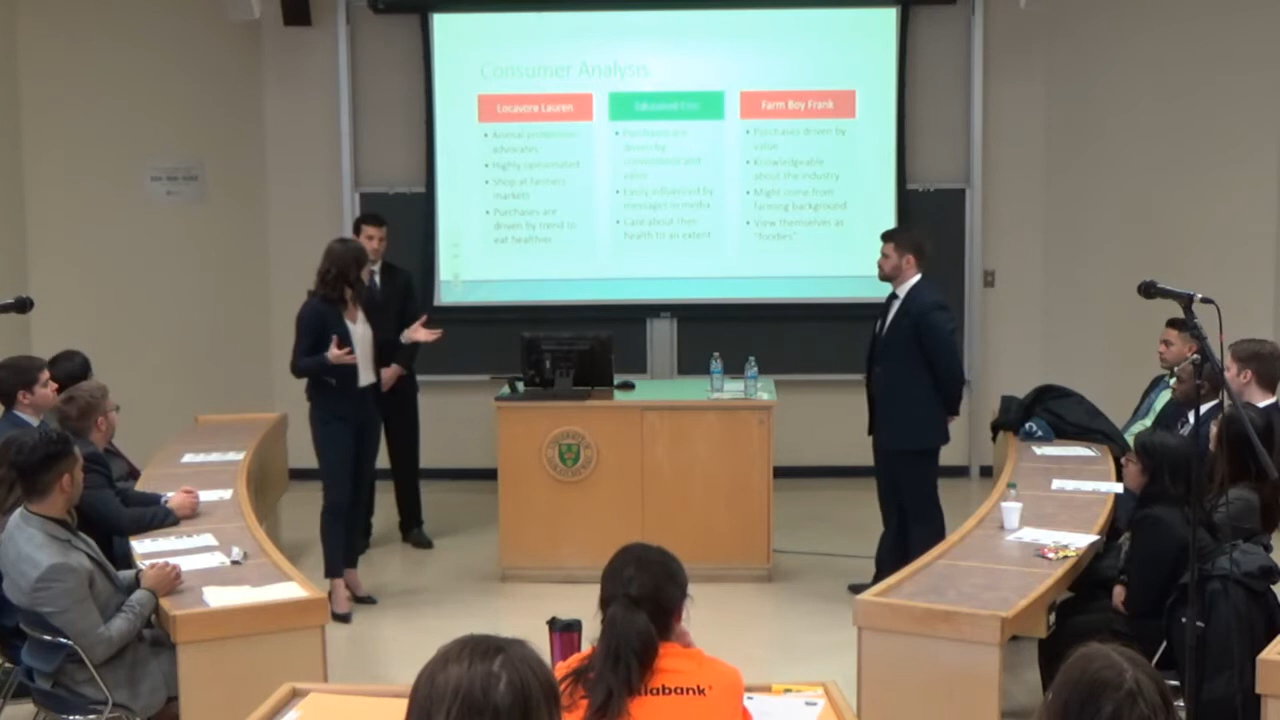 Consumer Analysis
Locavore Lauren
• Animal protection
advocates
• Highly opinionated
• Shop at farmers
markets
• Purchases are
driven by trend to
eat healthier
• Purchases are
driven by
convenience and
value
• Easily influenced by
messages in media
• Care about their
health to an extent
Farm Boy Frank
• Purchases driven by
value
• Knowledgeable
about the industry
• Might come from
farming background
• View themselves as
"foodies"
iabank